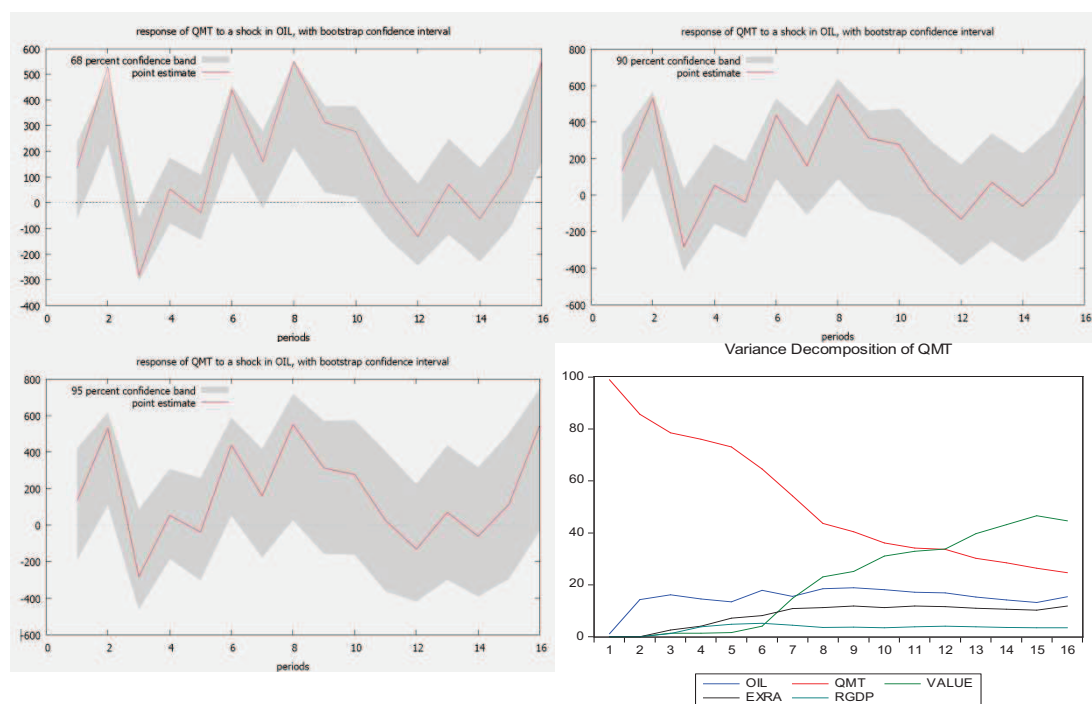 response of QMT to a shock in OIL, with bootstrap confidence interval
68 percent confidence band
point estimate
600
500
400
300
200
100
0
-100
-200
-300
-400
0 2 4 6 8 10 12 14 16
periods
response of QMT to a shock in OIL, with bootstrap confidence interval
90 percent confidence band
point estimate
800
600
400
200
0
-200
-400
-600
0 2 4 6 8 10 12 14 16
periods
response of QMT to a shock in OIL, with bootstrap confidence interval
95 percent confidence band
point estimate
800
600
400
200
0
-200
-400
-600
0 2 4 6 8 10 12 14 16
periods
Variance Decomposition of QMT
100
80
60
40
20
0
1 2 3 4 5 6 7 8 9 10 11 12 13 14 15 16
OIL QMT VALUE
EXRA RGDP